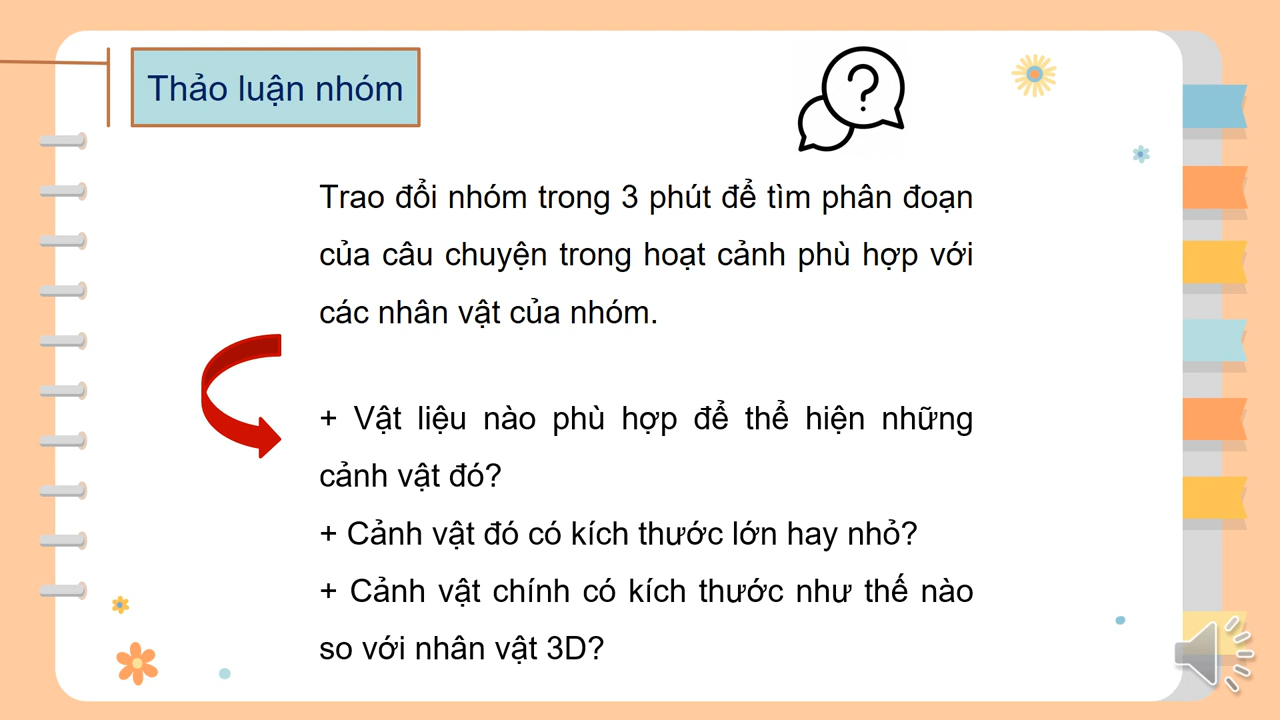 Thảo luận nhóm
?
Trao đổi nhóm trong 3 phút để tìm phân đoạn
của câu chuyện trong hoạt cảnh phù hợp với
các nhân vật của nhóm.
+ Vật liệu nào phù hợp để thể hiện những
cảnh vật đó?
+ Cảnh vật đó có kích thước lớn hay nhỏ?
+ Cảnh vật chính có kích thước như thế nào
so với nhân vật 3D?